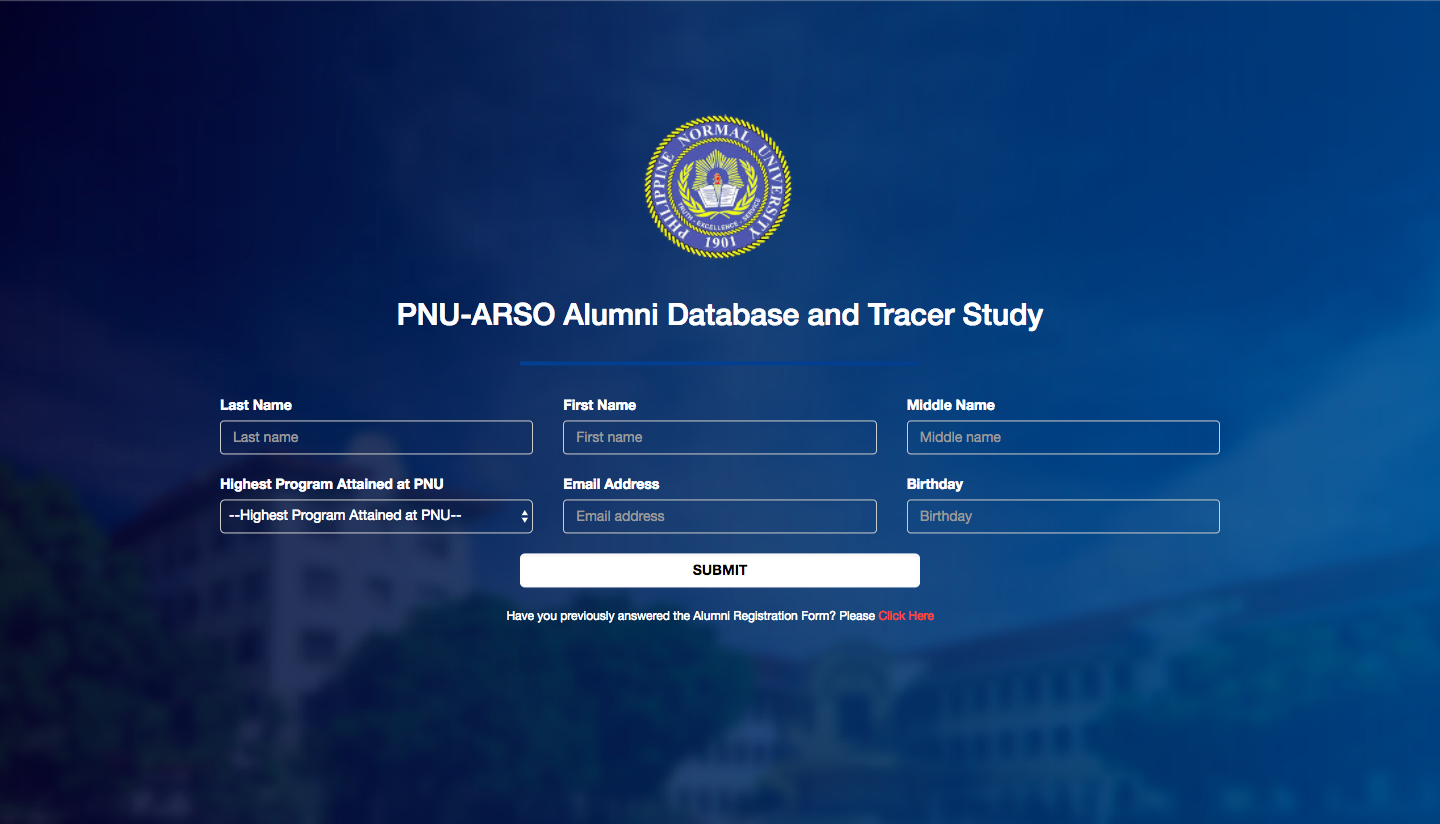 PHILIPPINE NORMAL UNIVERSITY
TRUTH - EXCELLENCE - SERVICE
1901
PNU-ARSO Alumni Database and Tracer Study
Last Name First Name Middle Name
Last name First name Middle name
Highest Program Attained at PNU Email Address Birthday
--Highest Program Attained at PNU-- Email address Birthday
SUBMIT
Have you previously answered the Alumni Registration Form? Please Click Here